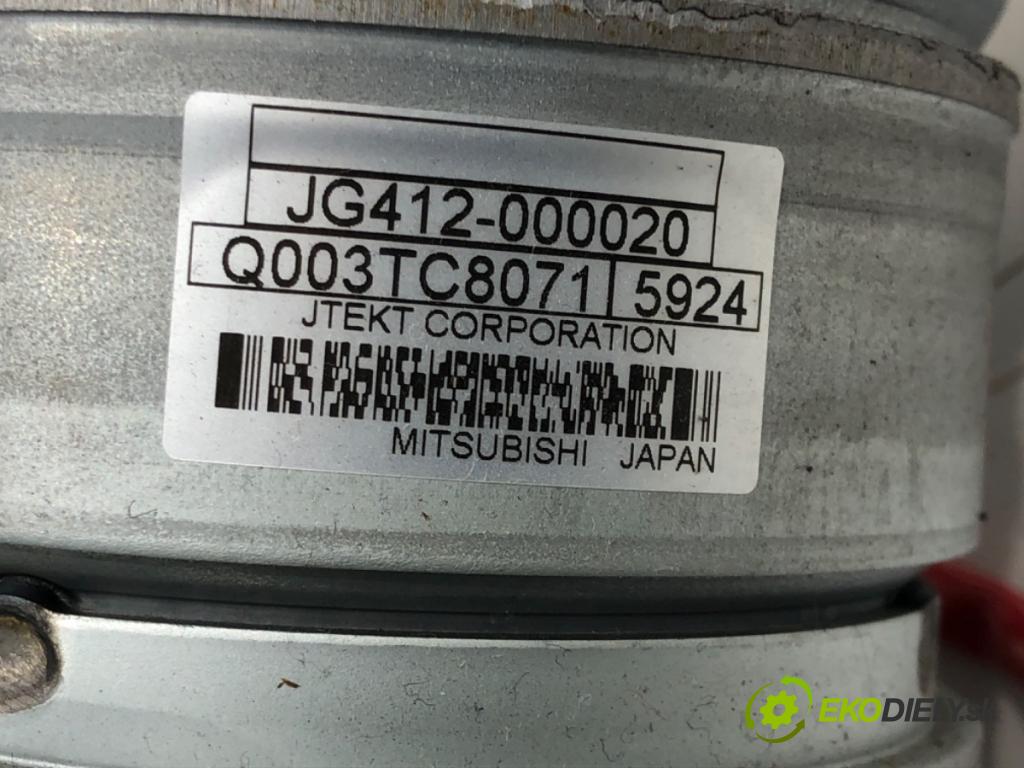 JG412-000020
Q003TC8071 5924
JTEKT CORPORATION
MITSUBISHI JAPAN
EKODIELY.SK